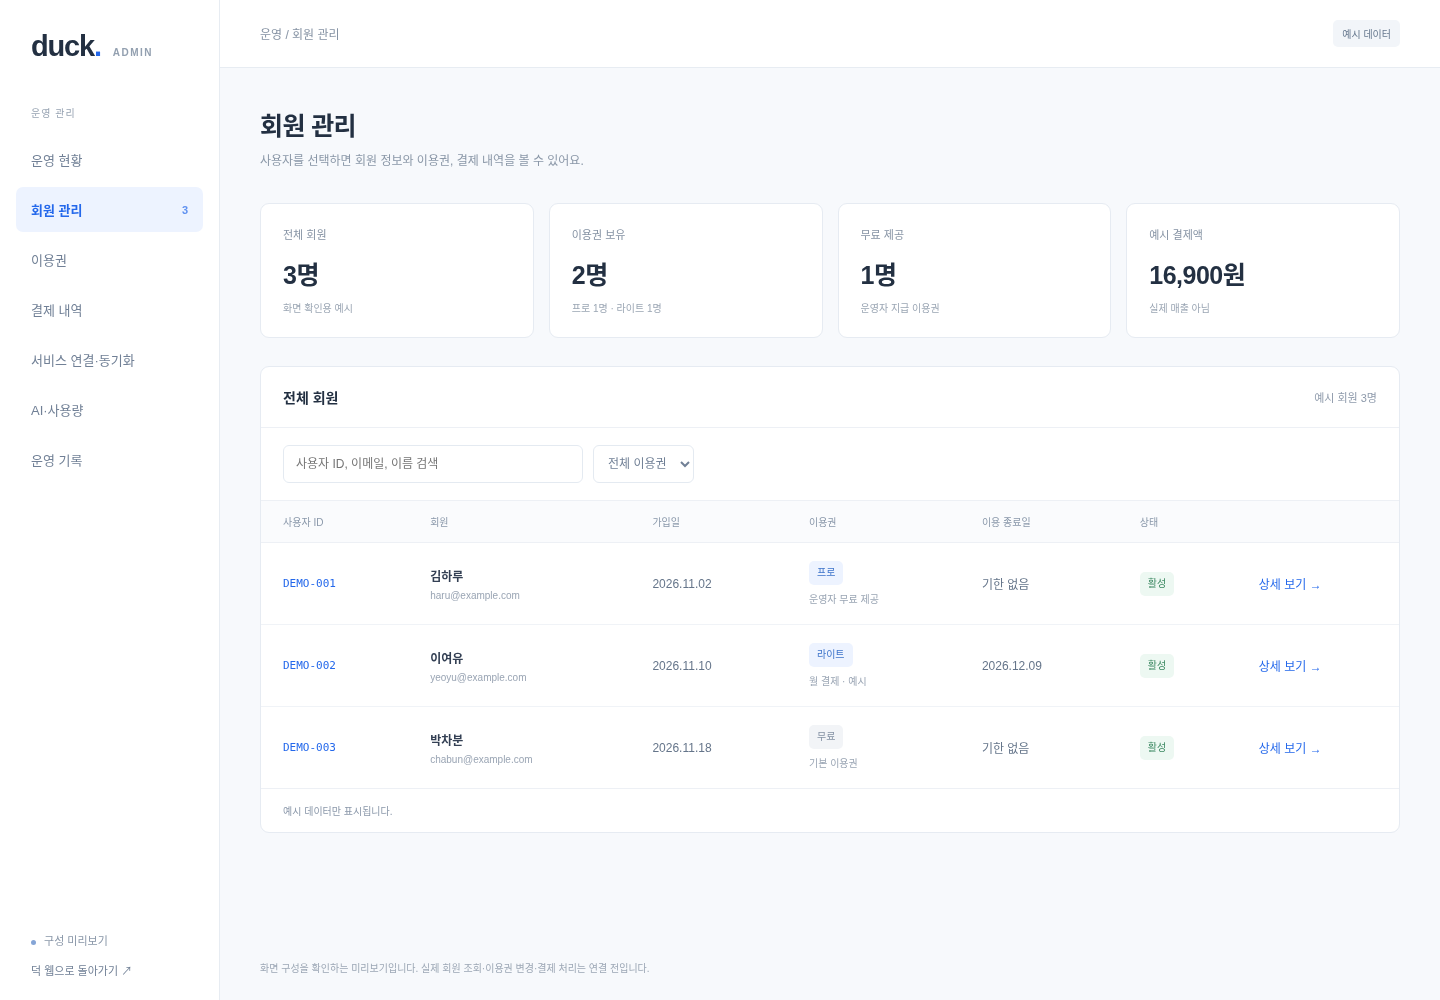 duck. ADMIN
운영 / 회원 관리
예시 데이터
운영 관리
운영 현황
회원 관리 3
이용권
결제 내역
서비스 연결·동기화
AI·사용량
운영 기록
구성 미리보기
덕 웹으로 돌아가기 ↗
회원 관리
사용자를 선택하면 회원 정보와 이용권, 결제 내역을 볼 수 있어요.
전체 회원
3명
화면 확인용 예시
이용권 보유
2명
프로 1명 · 라이트 1명
무료 제공
1명
운영자 지급 이용권
예시 결제액
16,900원
실제 매출 아님
전체 회원
예시 회원 3명
사용자 ID, 이메일, 이름 검색
전체 이용권
사용자 ID 회원 가입일 이용권 이용 종료일 상태
DEMO-001
김하루
haru@example.com
2026.11.02
프로
운영자 무료 제공
기한 없음
활성
상세 보기 →
DEMO-002
이여유
yeoyu@example.com
2026.11.10
라이트
월 결제 · 예시
2026.12.09
활성
상세 보기 →
DEMO-003
박차분
chabun@example.com
2026.11.18
무료
기본 이용권
기한 없음
활성
상세 보기 →
예시 데이터만 표시됩니다.
화면 구성을 확인하는 미리보기입니다. 실제 회원 조회·이용권 변경·결제 처리는 연결 전입니다.